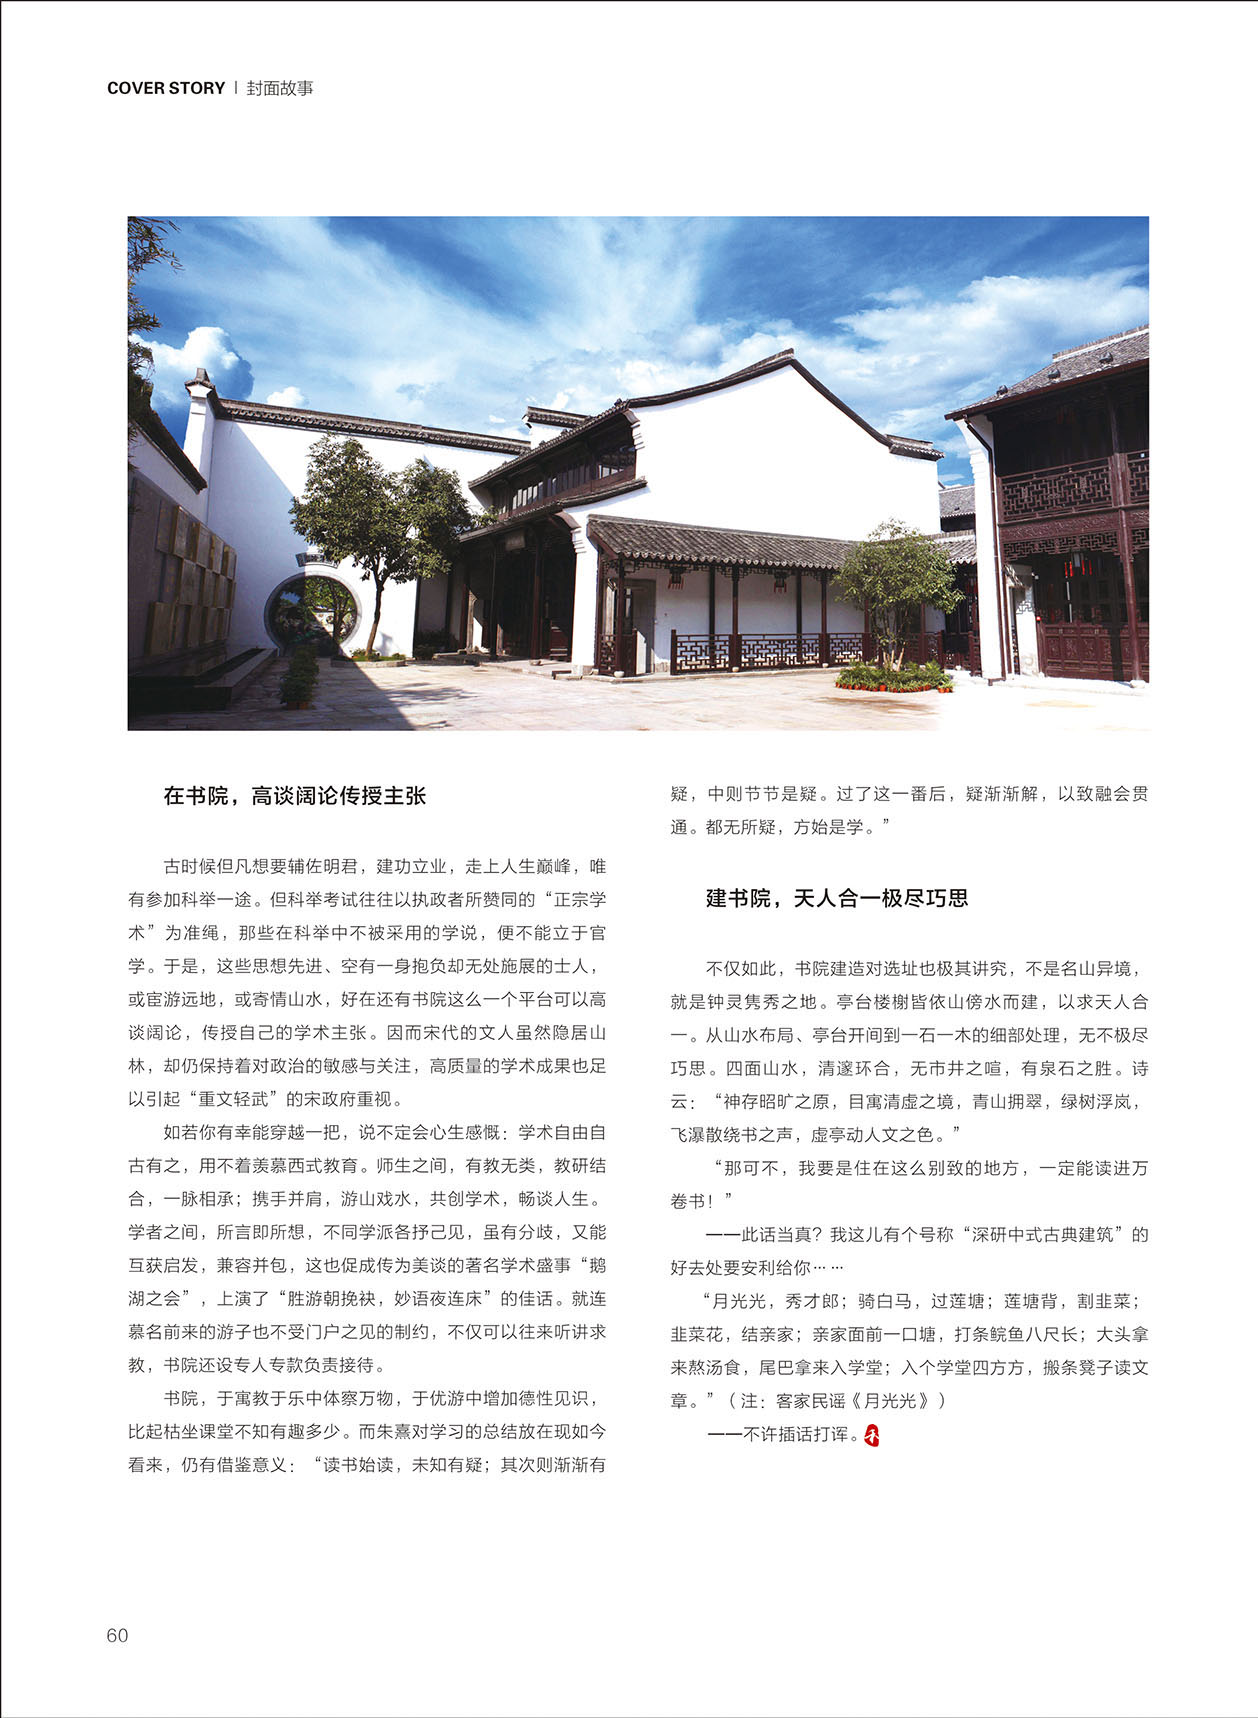 COVER STORY | 封面故事
在书院，高谈阔论传授主张
古时候但凡想要辅佐明君，建功立业，走上人生巅峰，唯
有参加科举一途。但科举考试往往以执政者所赞同的“正宗学
术”为准绳，那些在科举中不被采用的学说，便不能立于官
学。于是，这些思想先进、空有一身抱负却无处施展的士人，
或宦游远地，或寄情山水，好在还有书院这么一个平台可以高
谈阔论，传授自己的学术主张。因而宋代的文人虽然隐居山
林，却仍保持着对政治的敏感与关注，高质量的学术成果也足
以引起“重文轻武”的宋政府重视。
如若你有幸能穿越一把，说不定会心生感慨：学术自由自
古有之，用不着羡慕西式教育。师生之间，有教无类，教研结
合，一脉相承；携手并肩，游山戏水，共创学术，畅谈人生。
学者之间，所言即所想，不同学派各抒己见，虽有分歧，又能
互获启发，兼容并包，这也促成传为美谈的著名学术盛事“鹅
湖之会”，上演了“胜游朝挽袂，妙语夜连床”的佳话。就连
慕名前来的游子也不受门户之见的制约，不仅可以往来听讲求
教，书院还设专人专款负责接待。
书院，于寓教于乐中体察万物，于优游中增加德性见识，
比起枯坐课堂不知有趣多少。而朱熹对学习的总结放在现如今
看来，仍有借鉴意义：“读书始读，未知有疑；其次则渐渐有
疑，中则节节是疑。过了这一番后，疑渐渐解，以致融会贯
通。都无所疑，方始是学。”
建书院，天人合一极尽巧思
不仅如此，书院建造对选址也极其讲究，不是名山异境，
就是钟灵隽秀之地。亭台楼榭皆依山傍水而建，以求天人合
一。从山水布局、亭台开间到一石一木的细部处理，无不极尽
巧思。四面山水，清邃环合，无市井之喧，有泉石之胜。诗
云：“神存昭旷之原，目寓清虚之境，青山拥翠，绿树浮岚，
飞瀑散绕书之声，虚亭动人文之色。”
“那可不，我要是住在这么别致的地方，一定能读进万
卷书！”
——此话当真？我这儿有个号称“深研中式古典建筑”的
好去处要安利给你……
“月光光，秀才郎；骑白马，过莲塘；莲塘背，割韭菜；
韭菜花，结亲家；亲家面前一口塘，打条鲩鱼八尺长；大头拿
来熬汤食，尾巴拿来入学堂；入个学堂四方方，搬条凳子读文
章。”（注：客家民谣《月光光》）
——不许插话打诨。禾
60